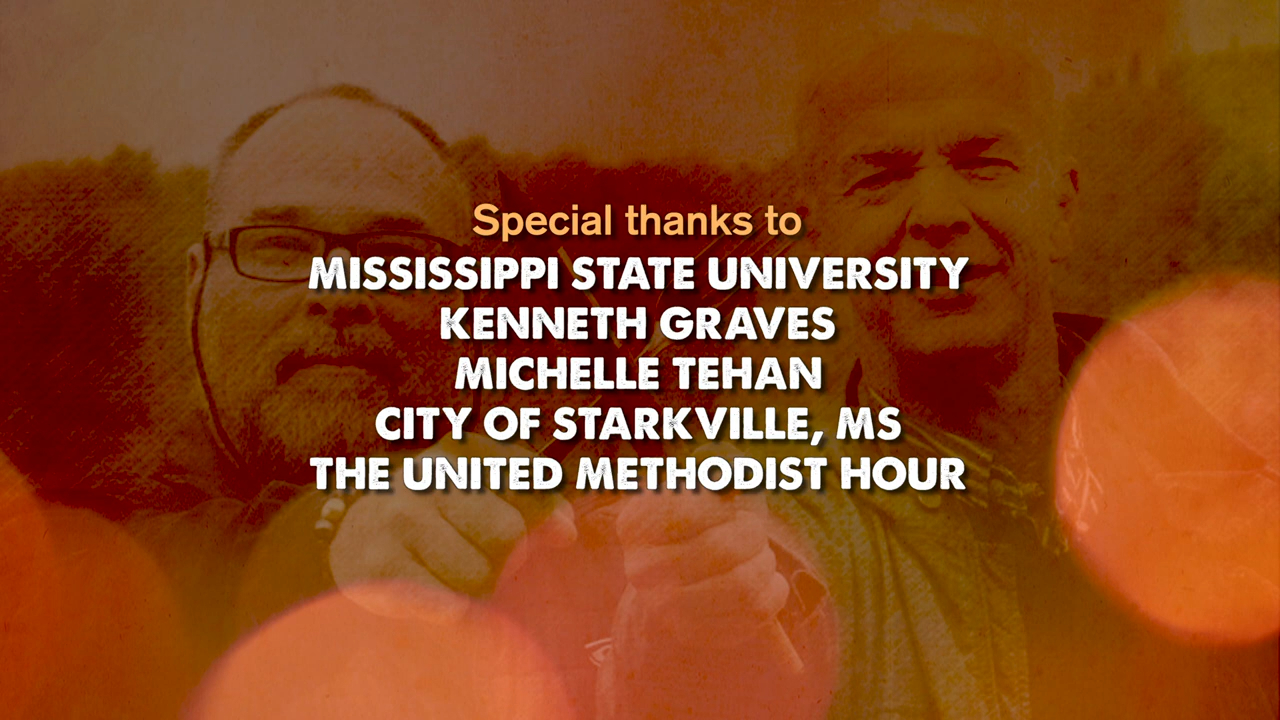 Special thanks to
MISSISSIPPI STATE UNIVERSITY
KENNETH GRAVES
MICHELLE TEHAN
CITY OF STARKVILLE, MS
THE UNITED METHODIST HOUR